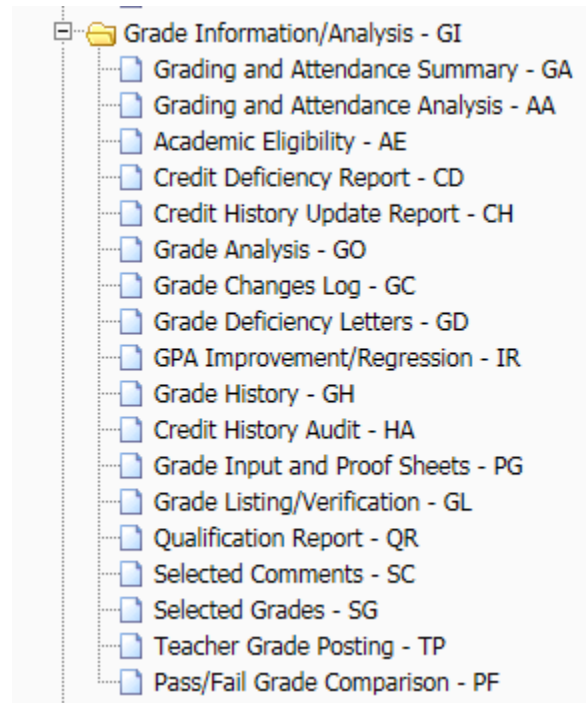 Grade Information/Analysis - GI
Grading and Attendance Summary - GA
Grading and Attendance Analysis - AA
Academic Eligibility - AE
Credit Deficiency Report - CD
Credit History Update Report - CH
Grade Analysis - GO
Grade Changes Log - GC
Grade Deficiency Letters - GD
GPA Improvement/Regression - IR
Grade History - GH
Credit History Audit - HA
Grade Input and Proof Sheets - PG
Grade Listing/Verification - GL
Qualification Report - QR
Selected Comments - SC
Selected Grades - SG
Teacher Grade Posting - TP
Pass/Fail Grade Comparison - PF